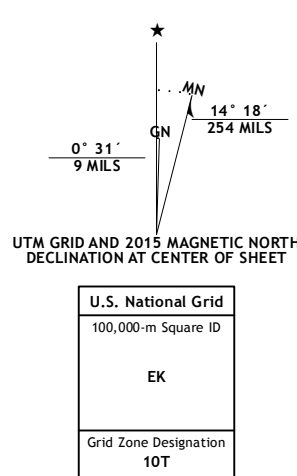 ★
MN
GN
14° 18´
254 MILS
0° 31´
9 MILS
UTM GRID AND 2015 MAGNETIC NORTH
DECLINATION AT CENTER OF SHEET
U.S. National Grid
100,000-m Square ID
EK
Grid Zone Designation
10T